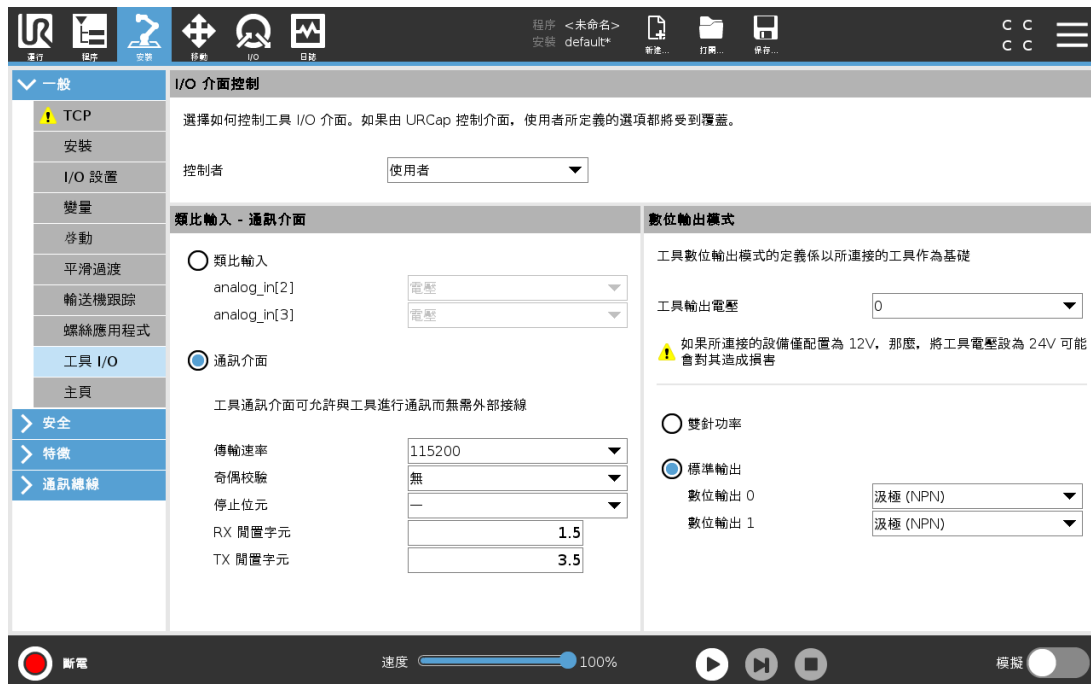 UR
運行
程序
安裝
移動
I/O
日誌
程序 <未命名>
安裝 default*
新建...
打開...
保存...
C C
C C
一般
TCP
安裝
I/O 設置
變量
啓動
平滑過渡
輸送機跟踪
螺絲應用程式
工具 I/O
主頁
安全
特徵
通訊總線
I/O 介面控制
選擇如何控制工具 I/O 介面。如果由 URCap 控制介面，使用者所定義的選項都將受到覆蓋。
控制者
使用者
類比輸入 - 通訊介面
類比輸入
analog_in[2]
電壓
analog_in[3]
電壓
通訊介面
工具通訊介面可允許與工具進行通訊而無需外部接線
傳輸速率
115200
奇偶校驗
無
停止位元
一
RX 閒置字元
1.5
TX 閒置字元
3.5
數位輸出模式
工具數位輸出模式的定義係以所連接的工具作為基礎
工具輸出電壓
0
如果所連接的設備僅配置為 12V，那麼，將工具電壓設為 24V 可能
會對其造成損害
雙針功率
標準輸出
數位輸出 0
汲極 (NPN)
數位輸出 1
汲極 (NPN)
斷電
速度
100%
模擬